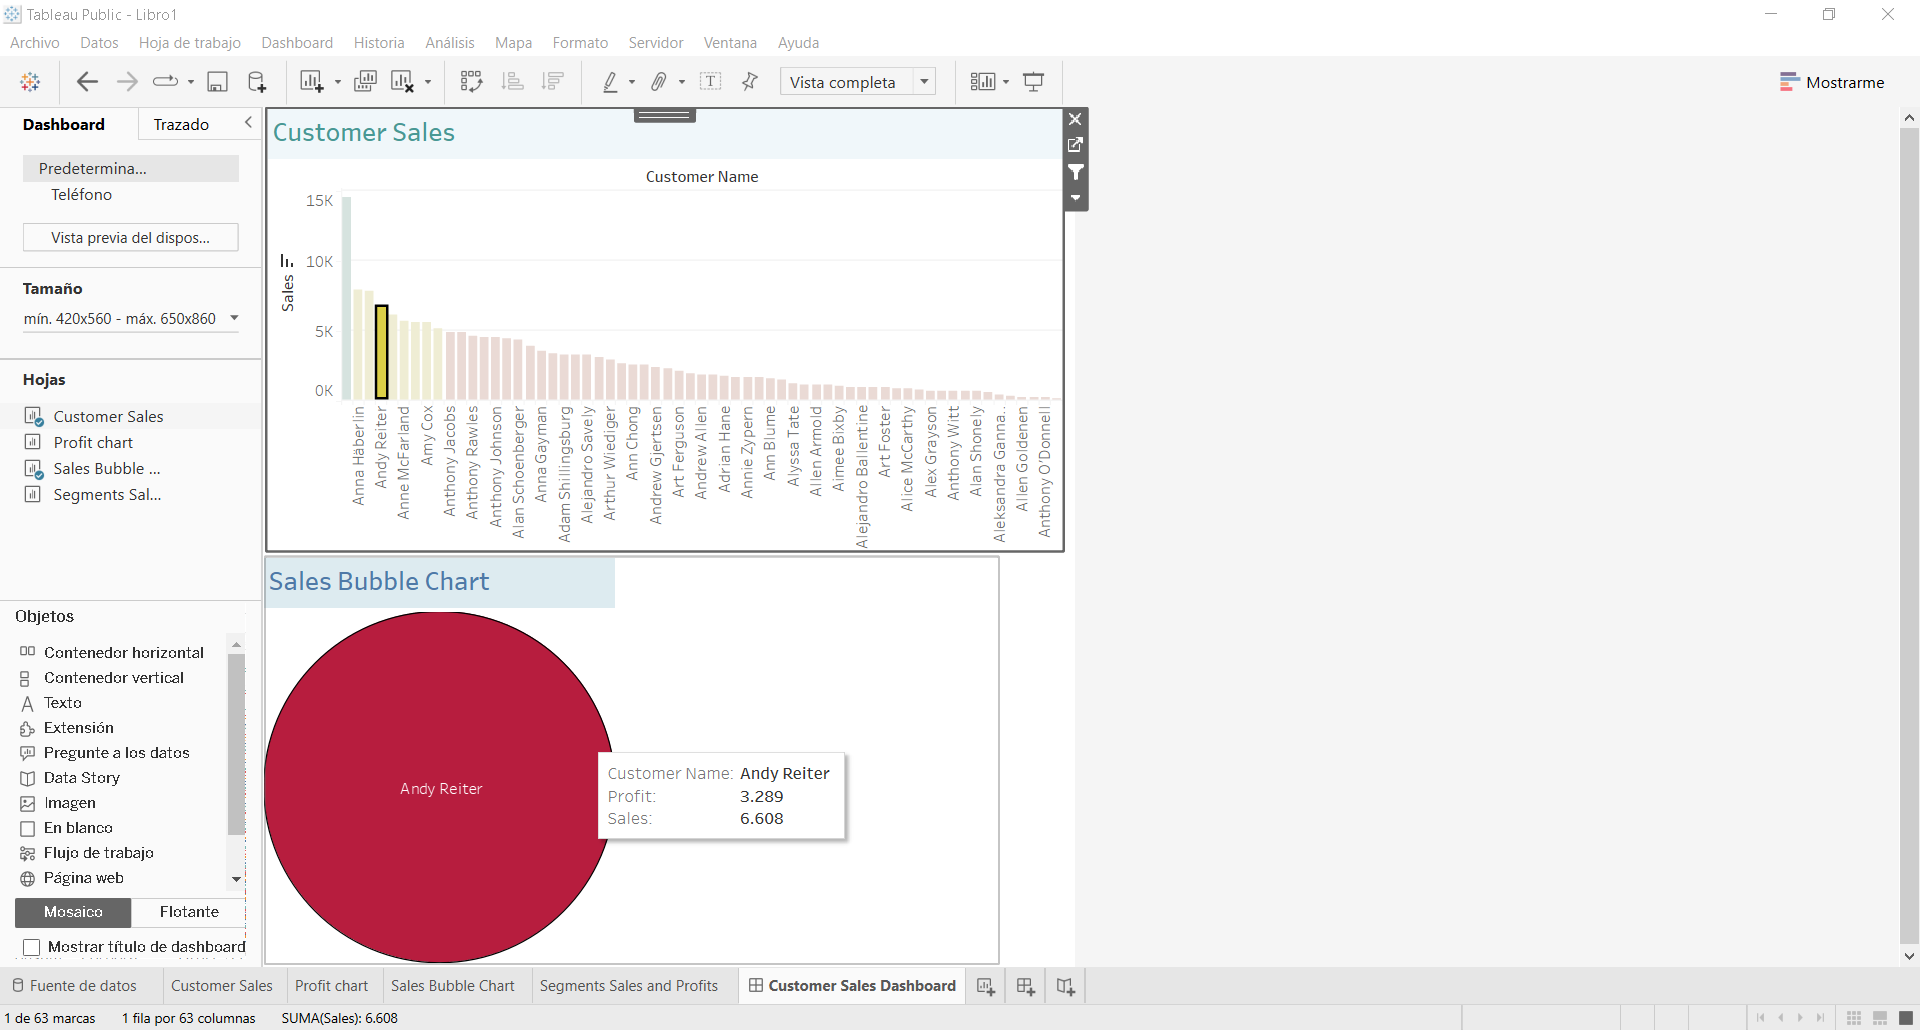 Tableau Public - Libro1
Archivo Datos Hoja de trabajo Dashboard Historia Análisis Mapa Formato Servidor Ventana Ayuda
Vista completa
Mostrarme
Dashboard Trazado
Predetermina...
Teléfono
Vista previa del dispos...
Tamaño
mín. 420x560 - máx. 650x860
Hojas
Customer Sales
Profit chart
Sales Bubble ...
Segments Sal...
Objetos
Contenedor horizontal
Contenedor vertical
Texto
Extensión
Pregunte a los datos
Data Story
Imagen
En blanco
Flujo de trabajo
Página web
Mosaico Flotante
Mostrar título de dashboard
Customer Sales
Customer Name
Sales
15K
10K
5K
0K
Anna Häberlin
Andy Reiter
Anne McFarland
Amy Cox
Anthony Jacobs
Anthony Rawles
Anthony Johnson
Alan Schoenberger
Anna Gayman
Adam Shillingsburg
Alejandro Savely
Arthur Wiediger
Ann Chong
Andrew Gjertsen
Art Ferguson
Andrew Allen
Adrian Hane
Annie Zypern
Ann Blume
Alyssa Tate
Allen Armold
Aimee Bixby
Alejandro Ballentine
Art Foster
Alice McCarthy
Alex Grayson
Anthony Witt
Alan Shonely
Aleksandra Ganna..
Allen Goldenen
Anthony O'Donnell
Sales Bubble Chart
Andy Reiter
Customer Name: Andy Reiter
Profit: 3.289
Sales: 6.608
Fuente de datos Customer Sales Profit chart Sales Bubble Chart Segments Sales and Profits Customer Sales Dashboard
1 de 63 marcas 1 fila por 63 columnas SUMA(Sales): 6.608